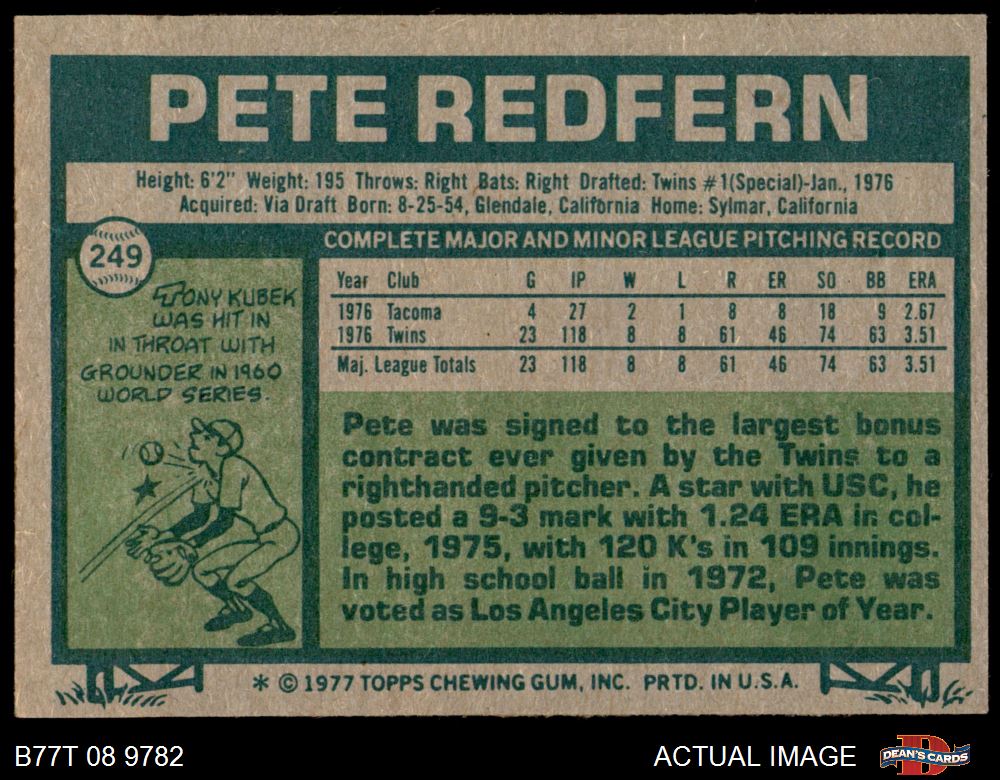 PETE REDFERN
Height: 6'2" Weight: 195 Throws: Right Bats: Right Drafted: Twins #1(Special)-Jan., 1976
Acquired: Via Draft Born: 8-25-54, Glendale, California Home: Sylmar, California
249
TONY KUBEK
WAS HIT IN
IN THROAT WITH
GROUNDER IN 1960
WORLD SERIES.
COMPLETE MAJOR AND MINOR LEAGUE PITCHING RECORD
Year Club G IP W L R ER SO BB ERA
1976 Tacoma 4 27 2 1 8 8 18 9 2.67
1976 Twins 23 118 8 8 61 46 74 63 3.51
Maj. League Totals 23 118 8 8 61 46 74 63 3.51
Pete was signed to the largest bonus
contract ever given by the Twins to a
righthanded pitcher. A star with USC, he
posted a 9-3 mark with 1.24 ERA in col-
lege, 1975, with 120 K's in 109 innings.
In high school ball in 1972, Pete was
voted as Los Angeles City Player of Year.
* © 1977 TOPPS CHEWING GUM, INC. PRTD. IN U.S.A.
B77T 08 9782
ACTUAL IMAGE
D
DEAN'S CARDS